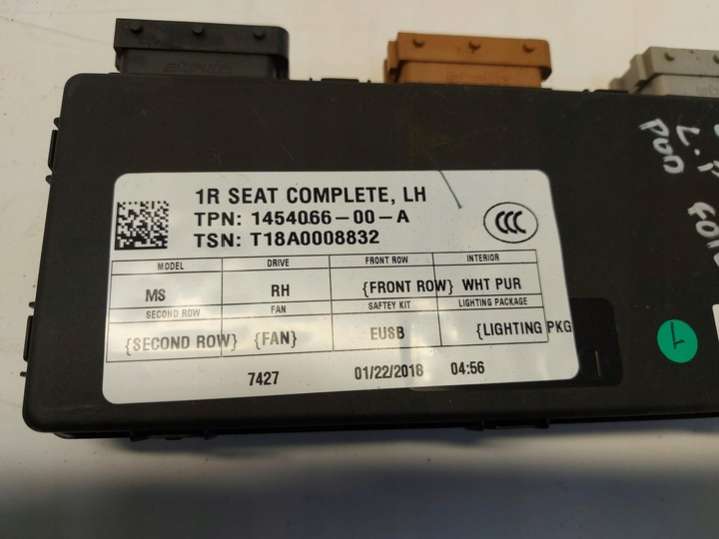 1R SEAT COMPLETE, LH
TPN: 1454066-00-A
TSN: T18A0008832
CCC
MODEL DRIVE FRONT ROW INTERIOR
MS RH {FRONT ROW} WHT PUR
SECOND ROW FAN SAFTEY KIT LIGHTING PACKAGE
{SECOND ROW} {FAN} EUSB {LIGHTING PKG
7427 01/22/2018 04:56
POD
1